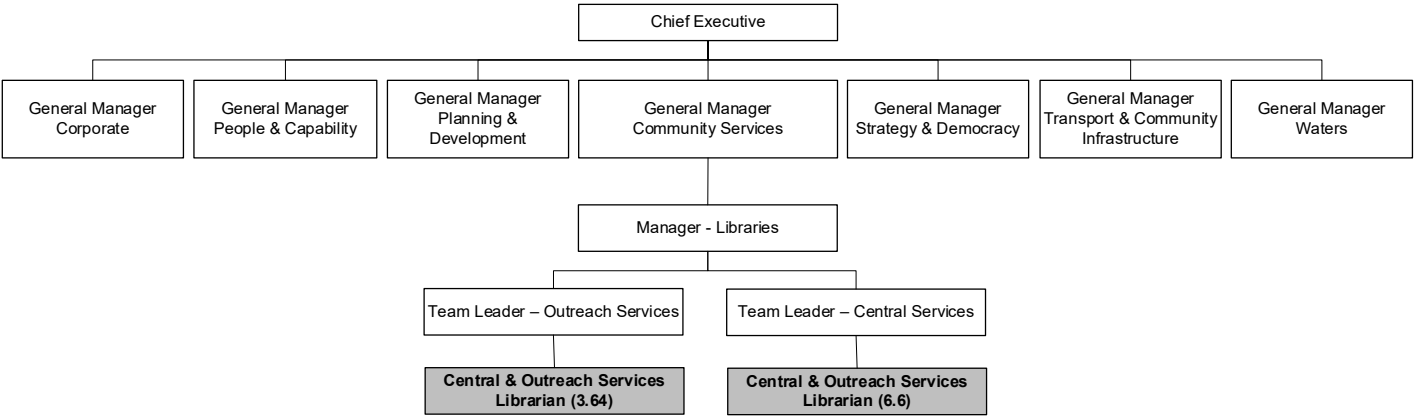 Chief Executive
General Manager
Corporate
General Manager
People & Capability
General Manager
Planning &
Development
General Manager
Community Services
General Manager
Strategy & Democracy
General Manager
Transport & Community
Infrastructure
General Manager
Waters
Manager - Libraries
Team Leader – Outreach Services
Team Leader – Central Services
Central & Outreach Services
Librarian (3.64)
Central & Outreach Services
Librarian (6.6)